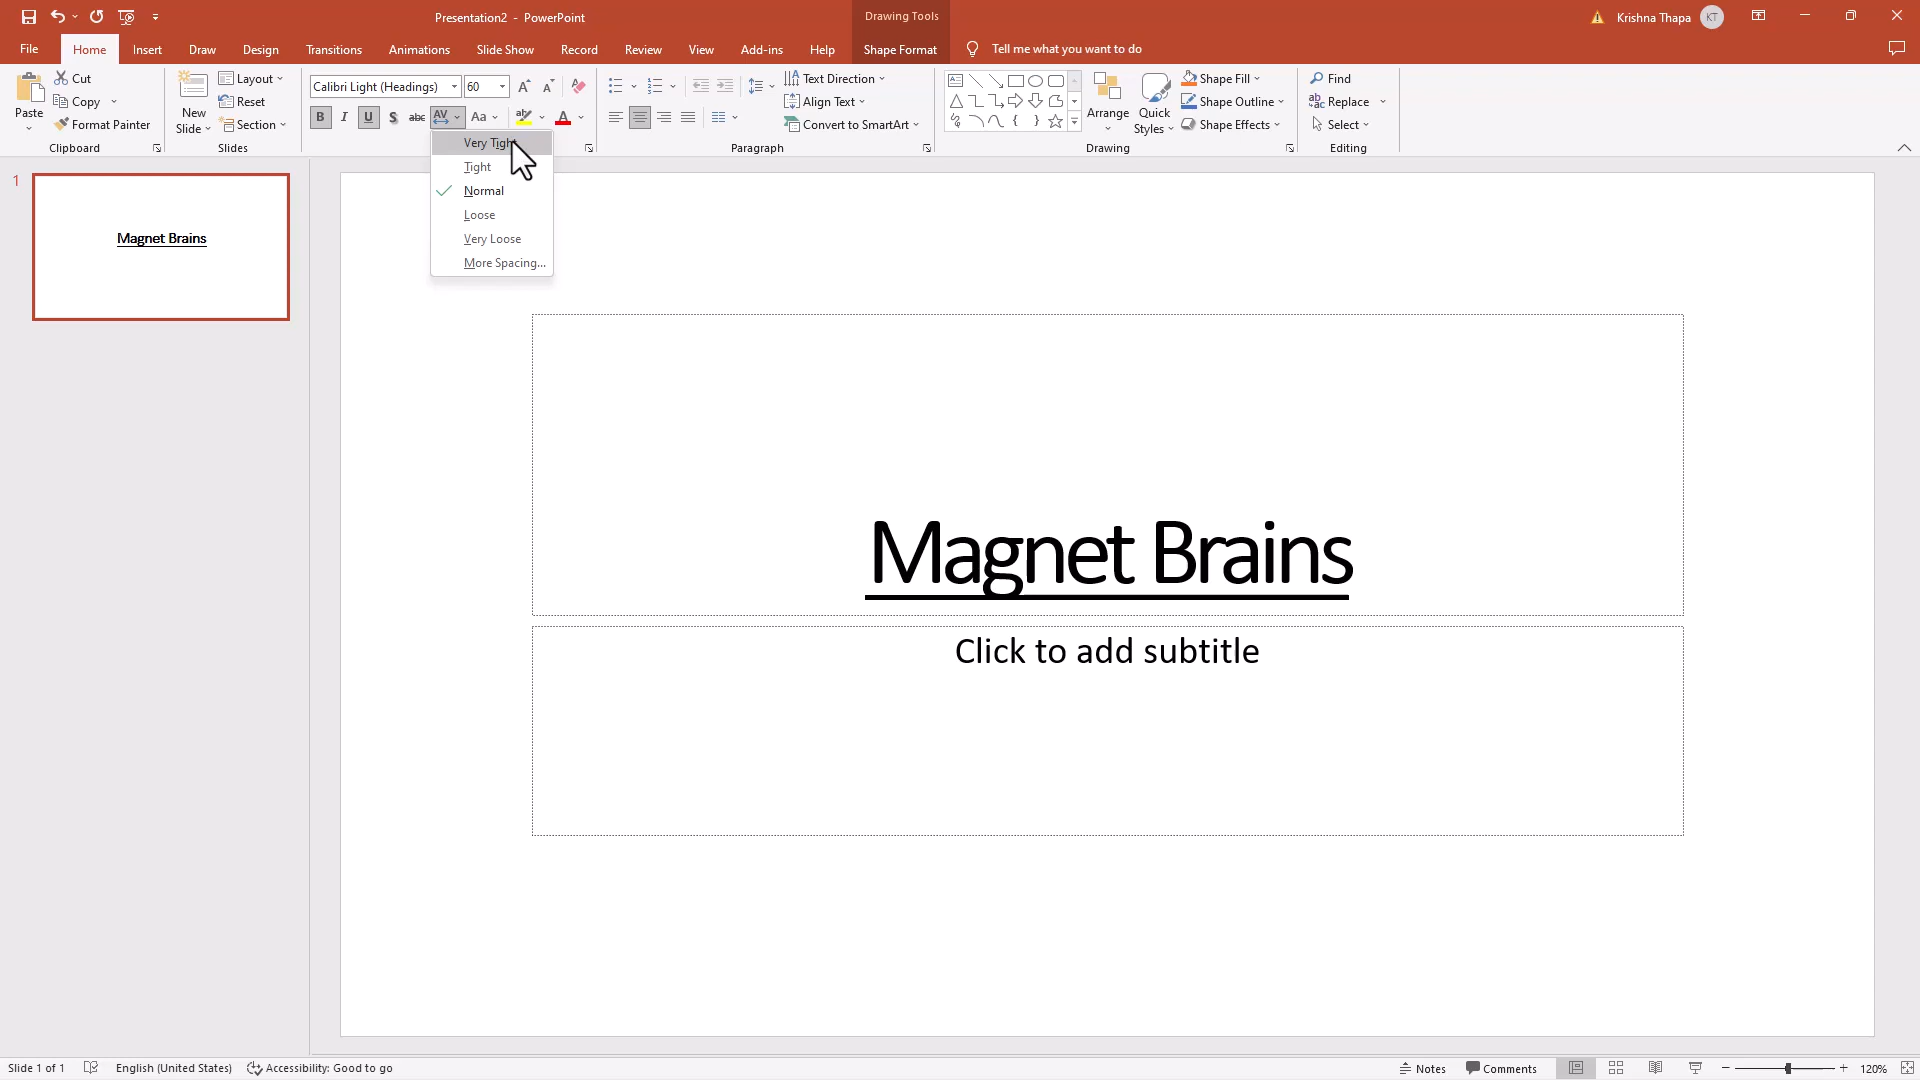 Presentation2 - PowerPoint
Drawing Tools
Krishna Thapa
KT
File
Home
Insert
Draw
Design
Transitions
Animations
Slide Show
Record
Review
View
Add-ins
Help
Shape Format
Tell me what you want to do
Paste
Cut
Copy
Format Painter
Clipboard
New
Slide
Layout
Reset
Section
Slides
Calibri Light (Headings)
60
B
I
U
S
abc
AV
Aa
A
Text Direction
Align Text
Convert to SmartArt
Paragraph
Arrange
Quick
Styles
Shape Fill
Shape Outline
Shape Effects
Drawing
Find
Replace
Select
Editing
Very Tight
Tight
Normal
Loose
Very Loose
More Spacing...
1
Magnet Brains
Magnet Brains
Click to add subtitle
Slide 1 of 1
English (United States)
Accessibility: Good to go
Notes
Comments
120%